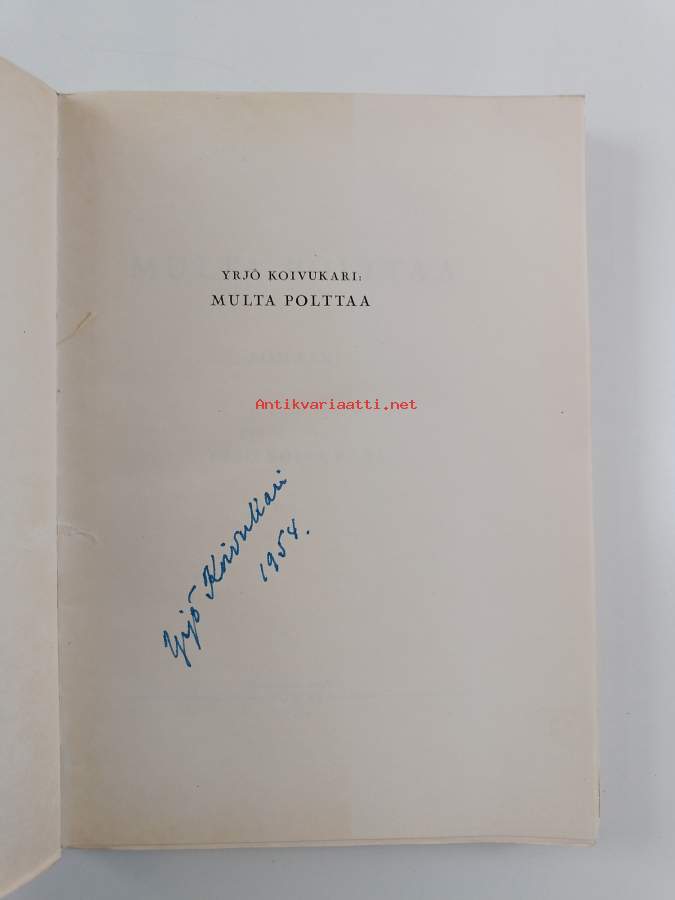 YRJÖ KOIVUKARI:
MULTA POLTTAA
Antikvariaatti.net
Yrjö Koivukari
1954.